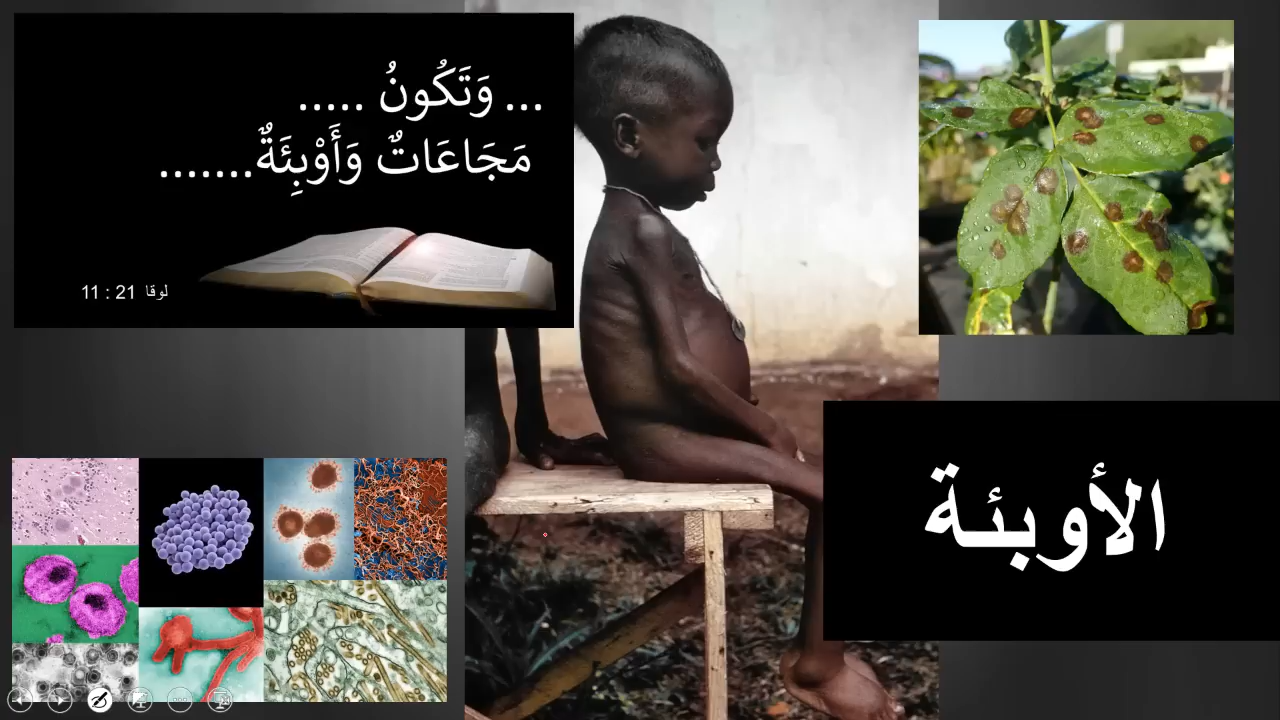 ... وَتَكُونُ .....
مَجَاعَاتٌ وَأَوْبِئَةٌ.......
لوقا 21 : 11
الأوبئة